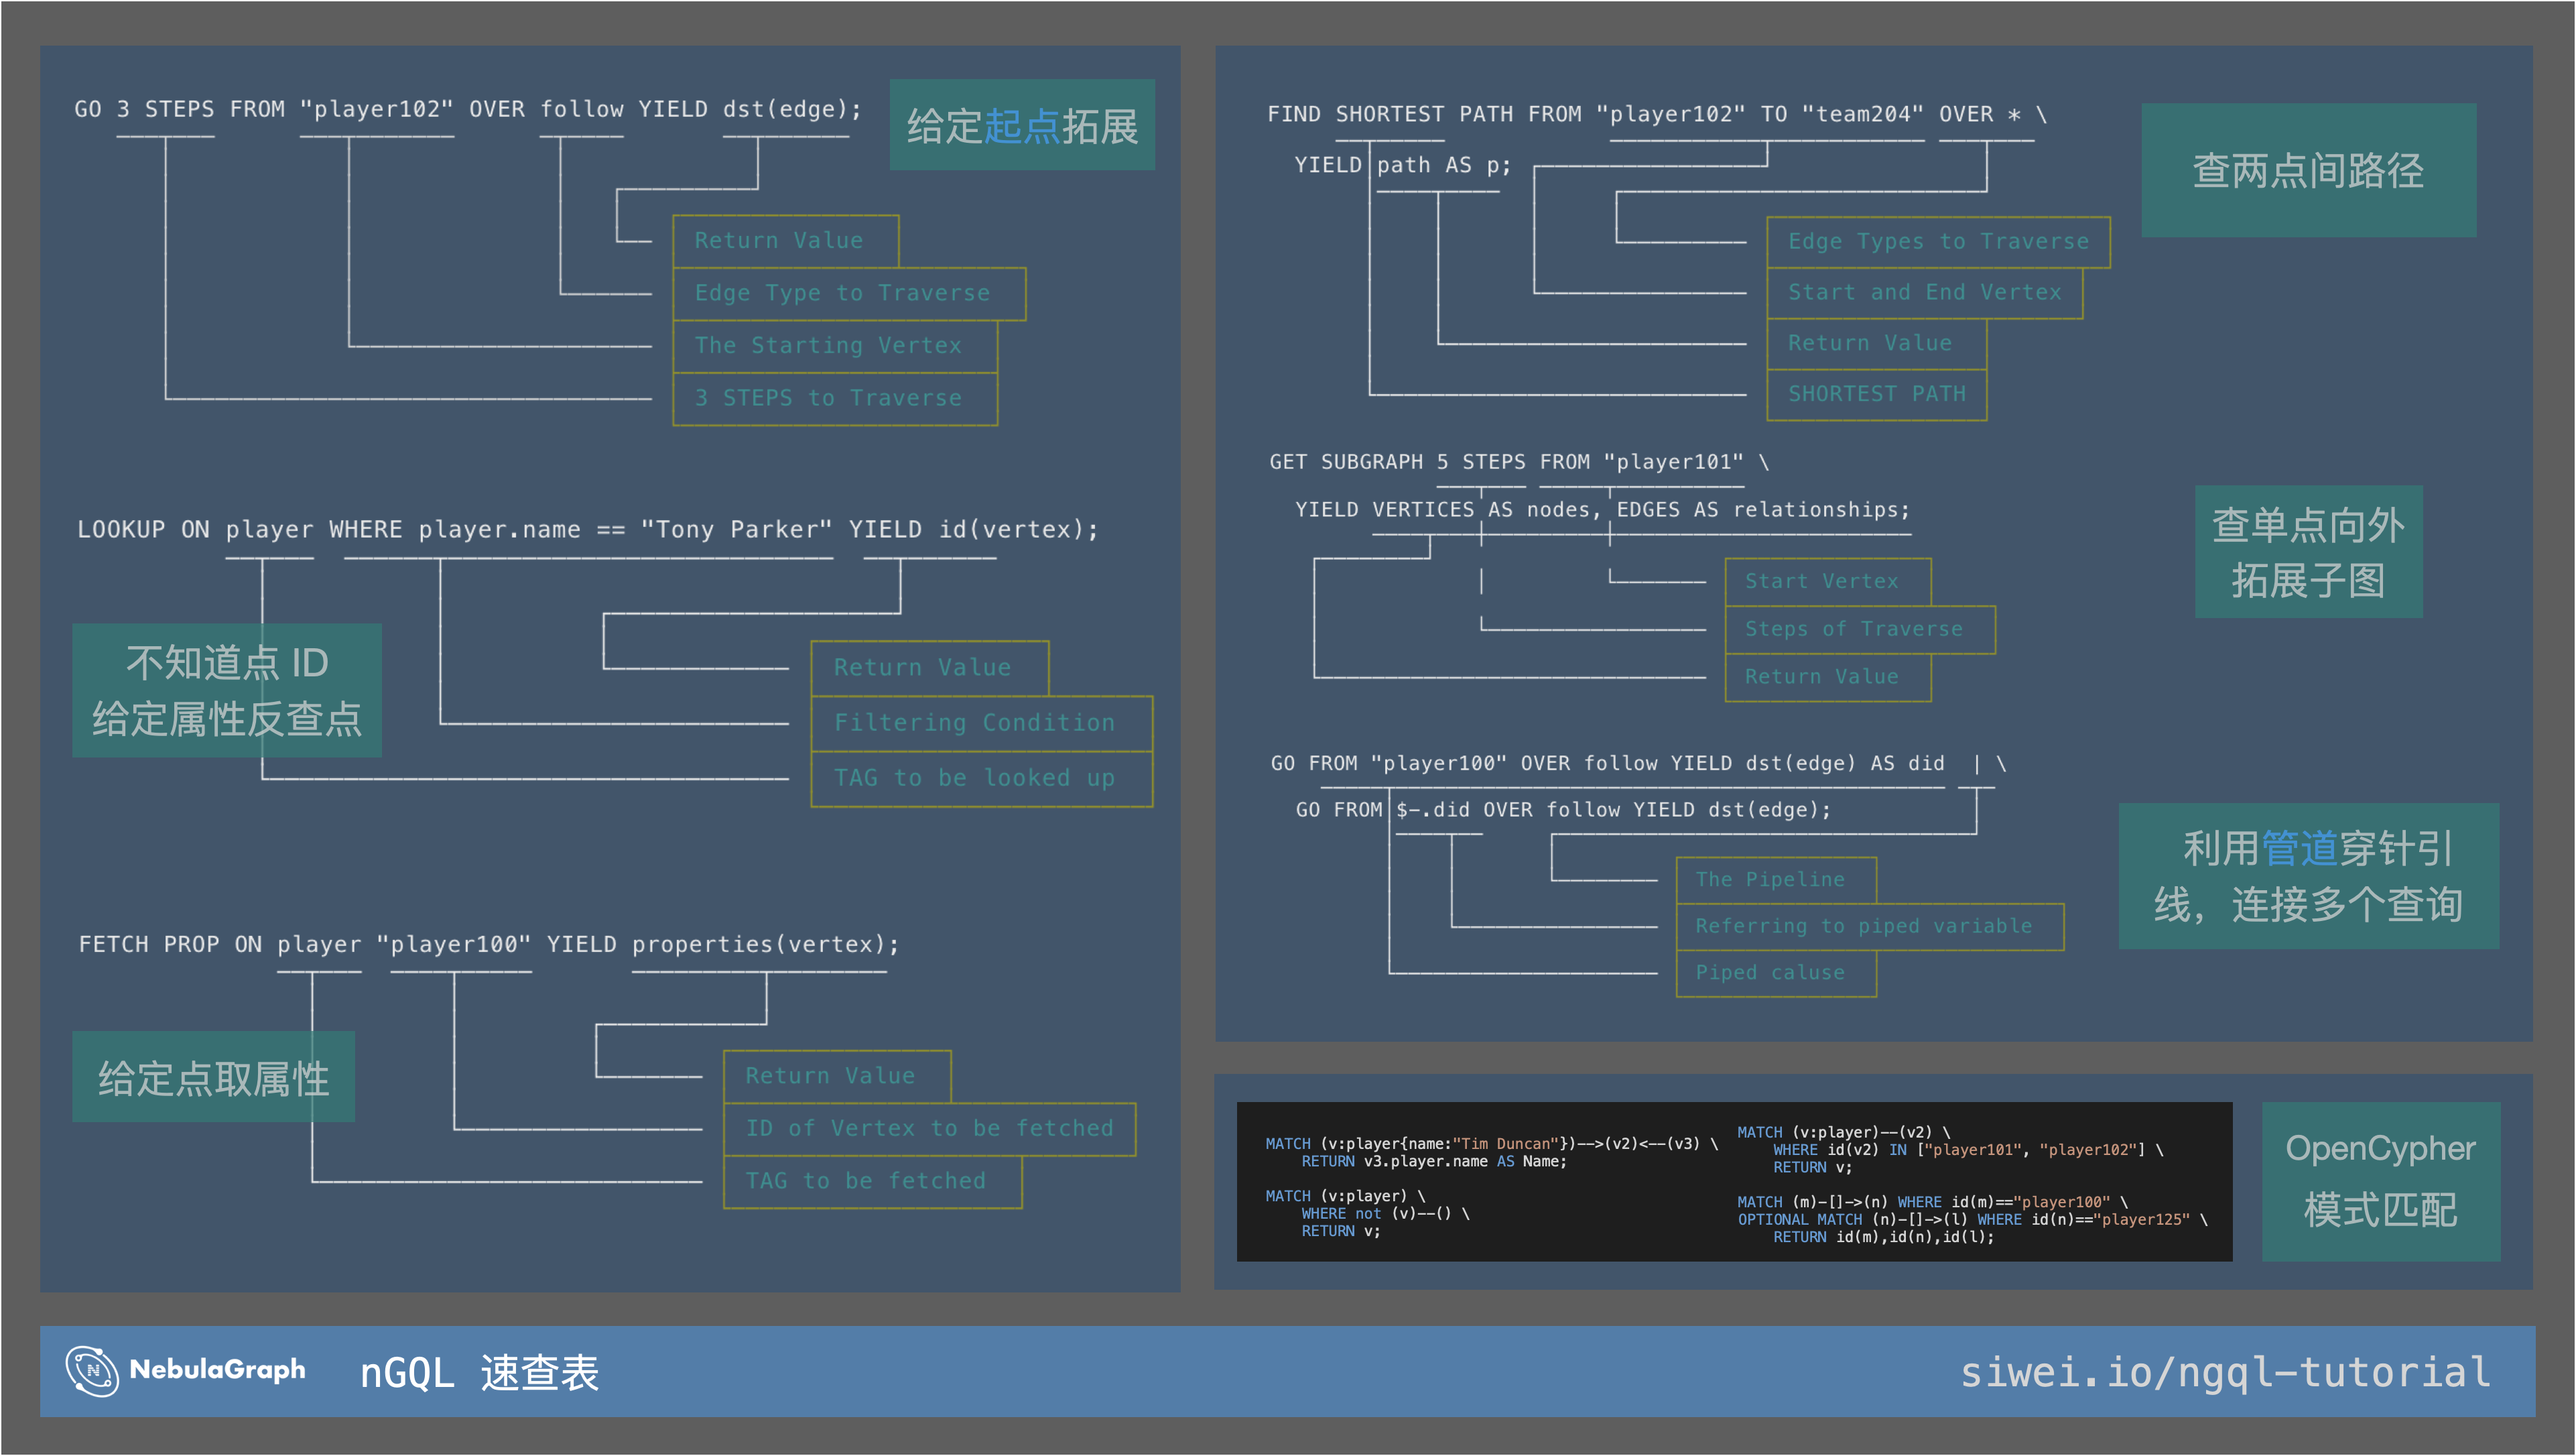 GO 3 STEPS FROM "player102" OVER follow YIELD dst(edge);
给定起点拓展
Return Value
Edge Type to Traverse
The Starting Vertex
3 STEPS to Traverse
LOOKUP ON player WHERE player.name == "Tony Parker" YIELD id(vertex);
不知道点 ID
给定属性反查点
Return Value
Filtering Condition
TAG to be looked up
FETCH PROP ON player "player100" YIELD properties(vertex);
给定点取属性
Return Value
ID of Vertex to be fetched
TAG to be fetched
FIND SHORTEST PATH FROM "player102" TO "team204" OVER * \
YIELD path AS p;
查两点间路径
Edge Types to Traverse
Start and End Vertex
Return Value
SHORTEST PATH
GET SUBGRAPH 5 STEPS FROM "player101" \
YIELD VERTICES AS nodes, EDGES AS relationships;
查单点向外
拓展子图
Start Vertex
Steps of Traverse
Return Value
GO FROM "player100" OVER follow YIELD dst(edge) AS did | \
GO FROM $-.did OVER follow YIELD dst(edge);
利用管道穿针引
线，连接多个查询
The Pipeline
Referring to piped variable
Piped caluse
MATCH (v:player{name:"Tim Duncan"})-->(v2)<--(v3) \
RETURN v3.player.name AS Name;
MATCH (v:player) \
WHERE not (v)--() \
RETURN v;
MATCH (v:player)--(v2) \
WHERE id(v2) IN ["player101", "player102"] \
RETURN v;
MATCH (m)-[]->(n) WHERE id(m)=="player100" \
OPTIONAL MATCH (n)-[]->(l) WHERE id(n)=="player125" \
RETURN id(m),id(n),id(l);
OpenCypher
模式匹配
N NebulaGraph
nGQL 速查表
siwei.io/ngql-tutorial